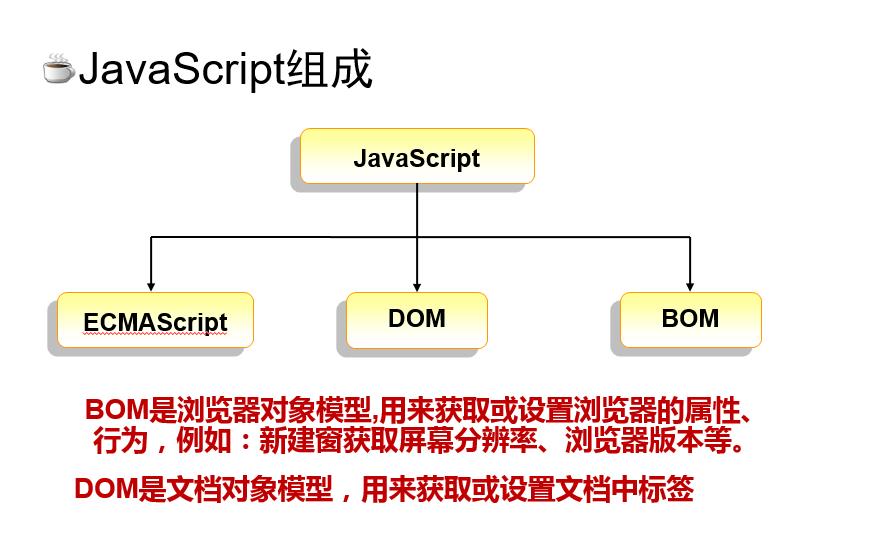 JavaScript组成
JavaScript
ECMAScript
DOM
BOM
BOM是浏览器对象模型,用来获取或设置浏览器的属性、
行为，例如：新建窗获取屏幕分辨率、浏览器版本等。
DOM是文档对象模型，用来获取或设置文档中标签